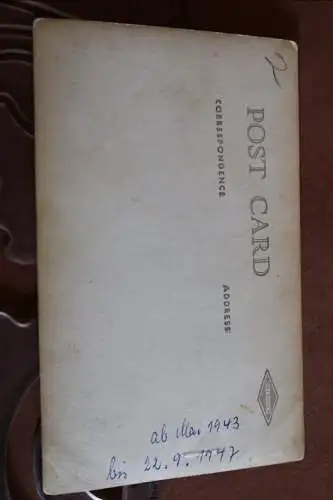 2
POST CARD
CORRESPONDENCE
ADDRESS
ab Mai 1943
bis 22.9.1947.